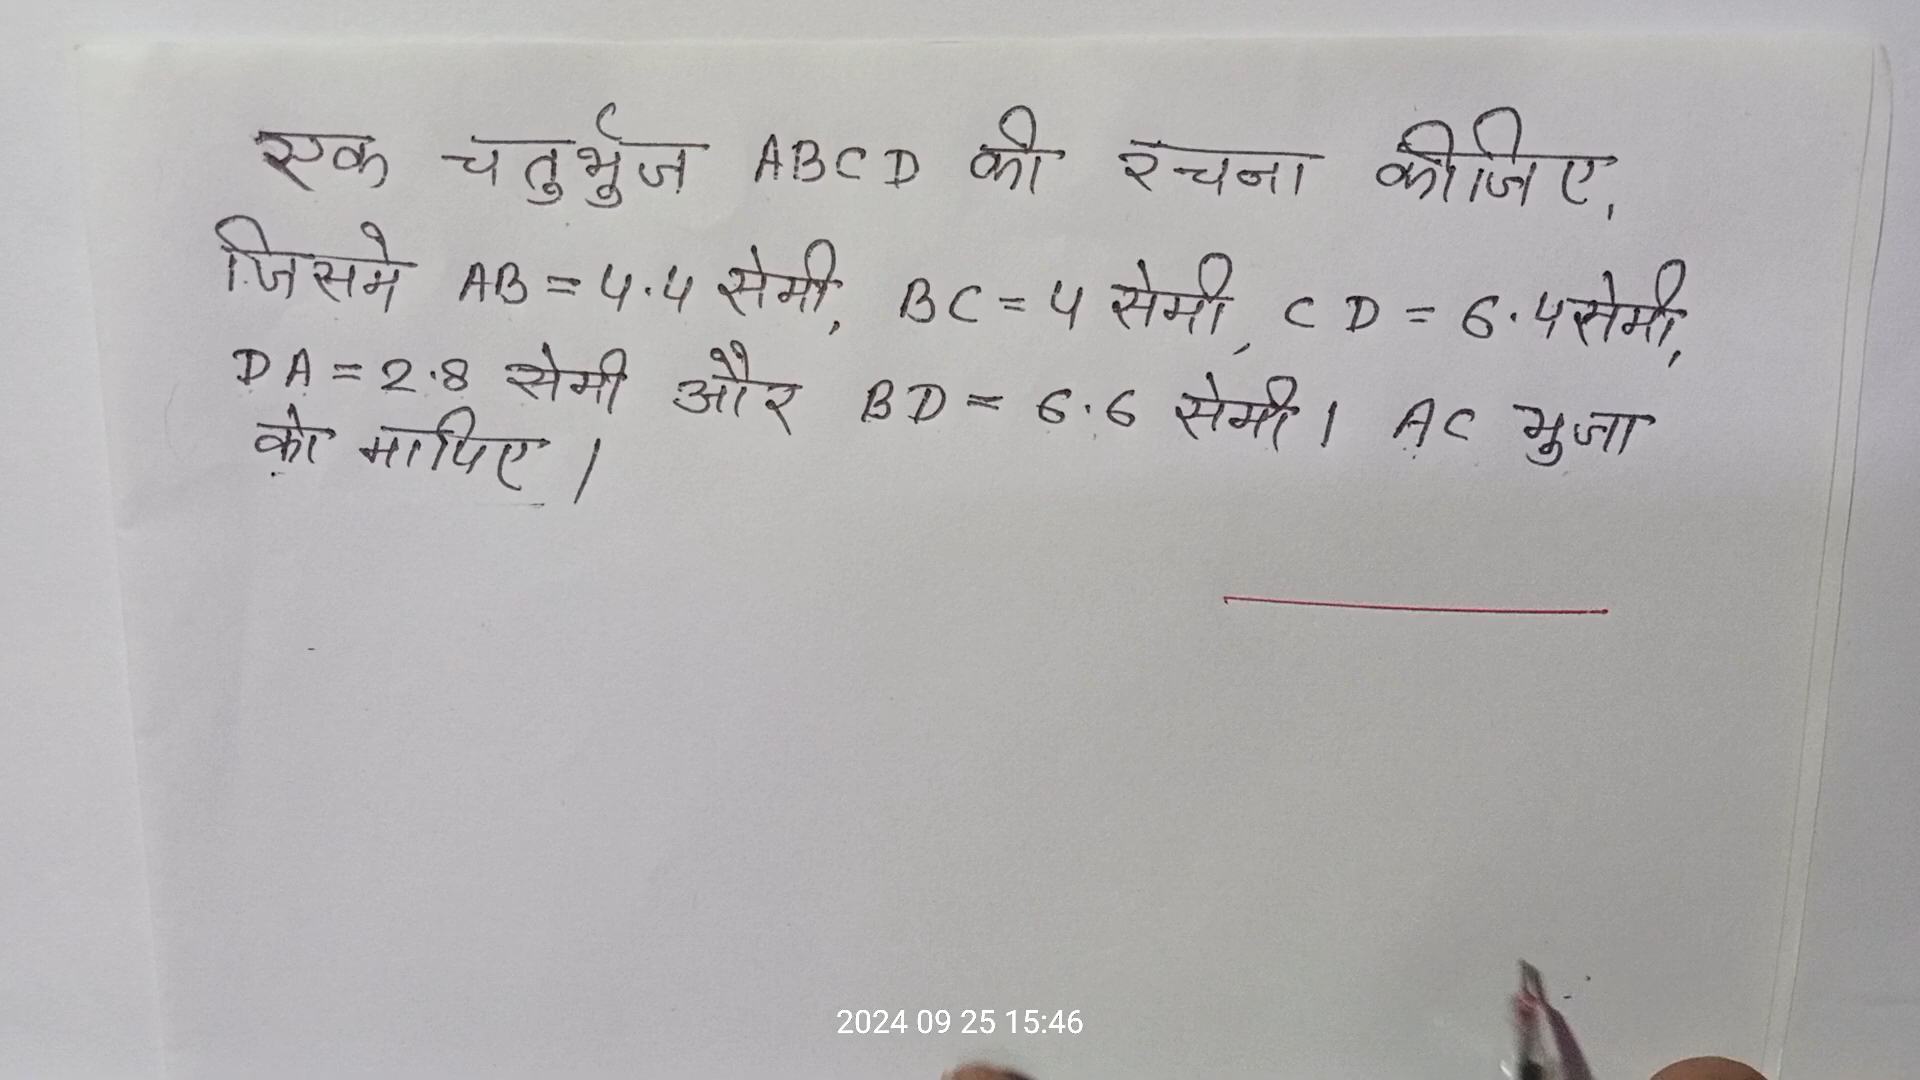 एक चर्तुभुज ABCD की रचना कीजिए,
जिसमे AB = 4.4 सेमी, BC = 4 सेमी, CD = 6.4 सेमी,
DA = 2.8 सेमी और BD = 6.6 सेमी। AC भुजा
को मापिए।
2024 09 25 15:46